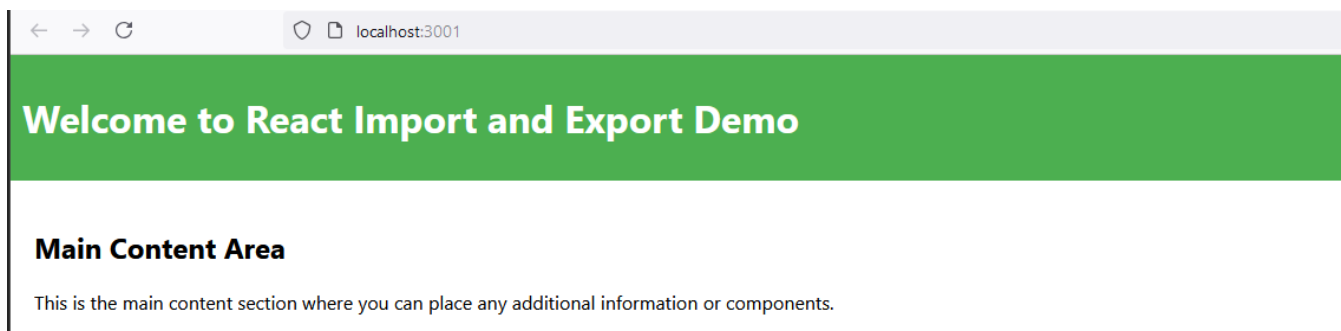 localhost:3001
Welcome to React Import and Export Demo
Main Content Area
This is the main content section where you can place any additional information or components.